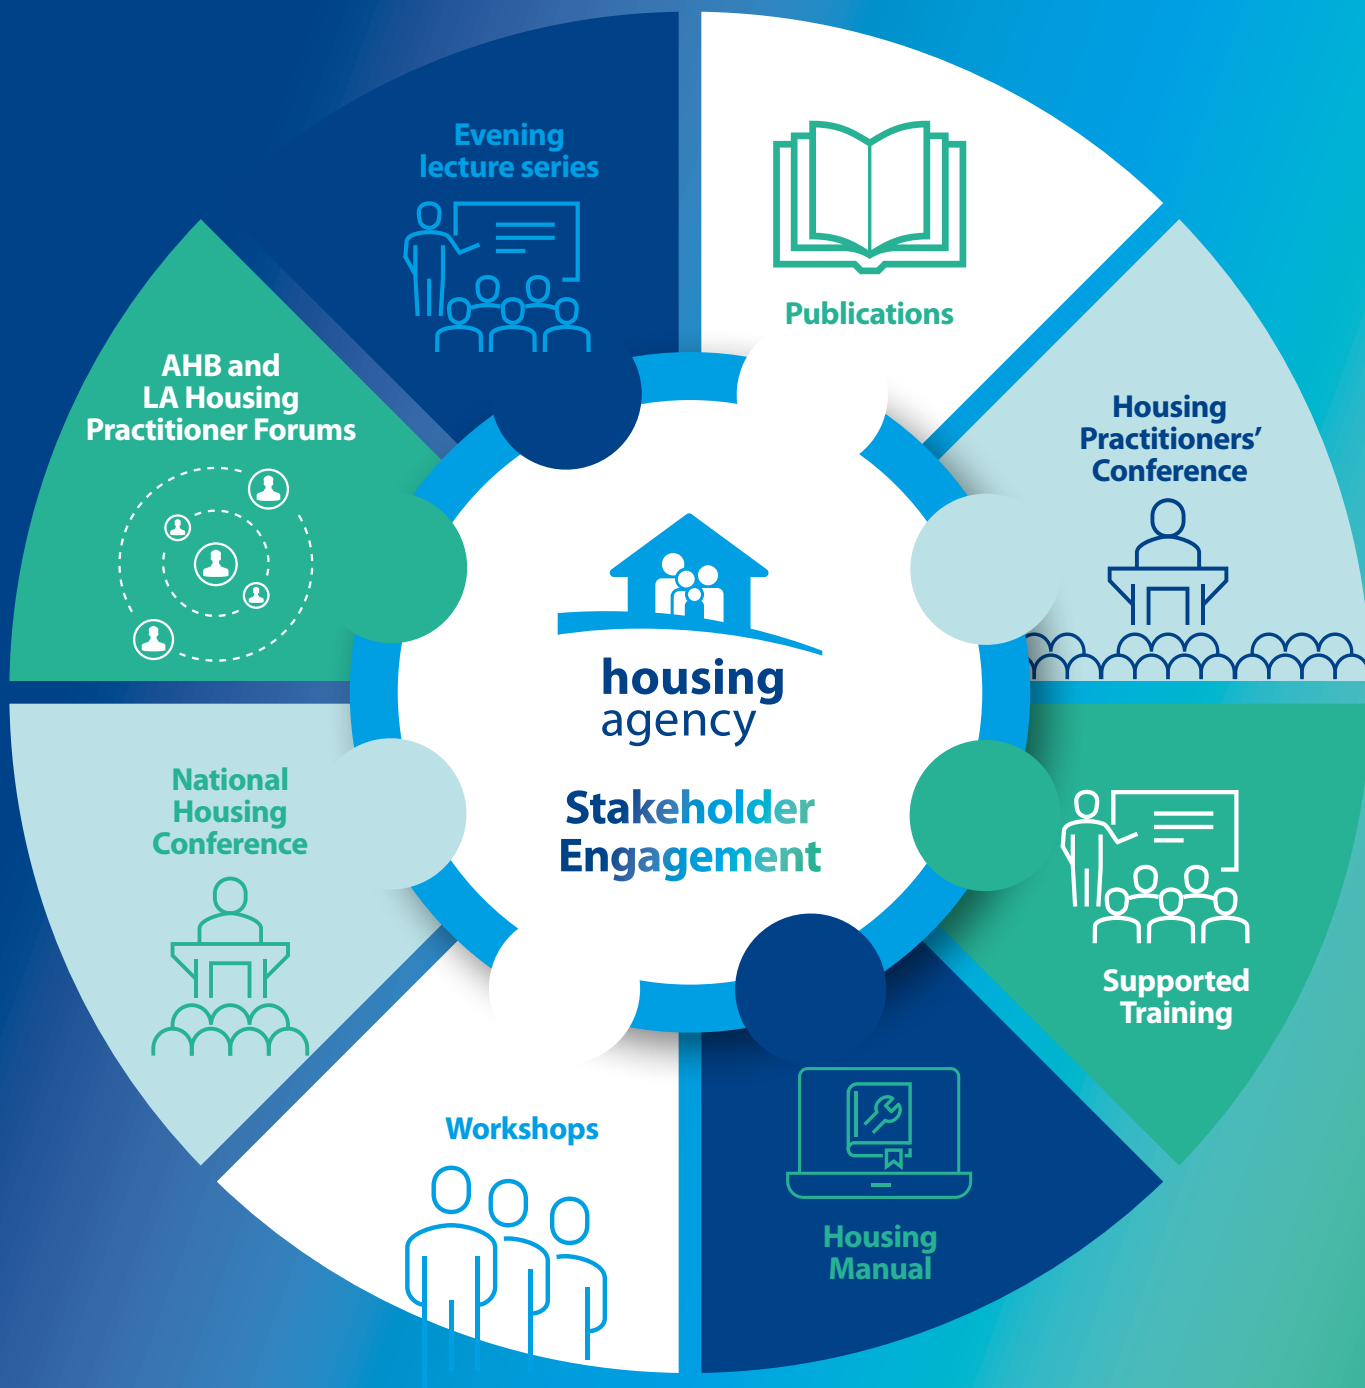 Evening
lecture series
Publications
AHB and
LA Housing
Practitioner Forums
Housing
Practitioners’
Conference
housing
agency
Stakeholder
Engagement
National
Housing
Conference
Supported
Training
Workshops
Housing
Manual